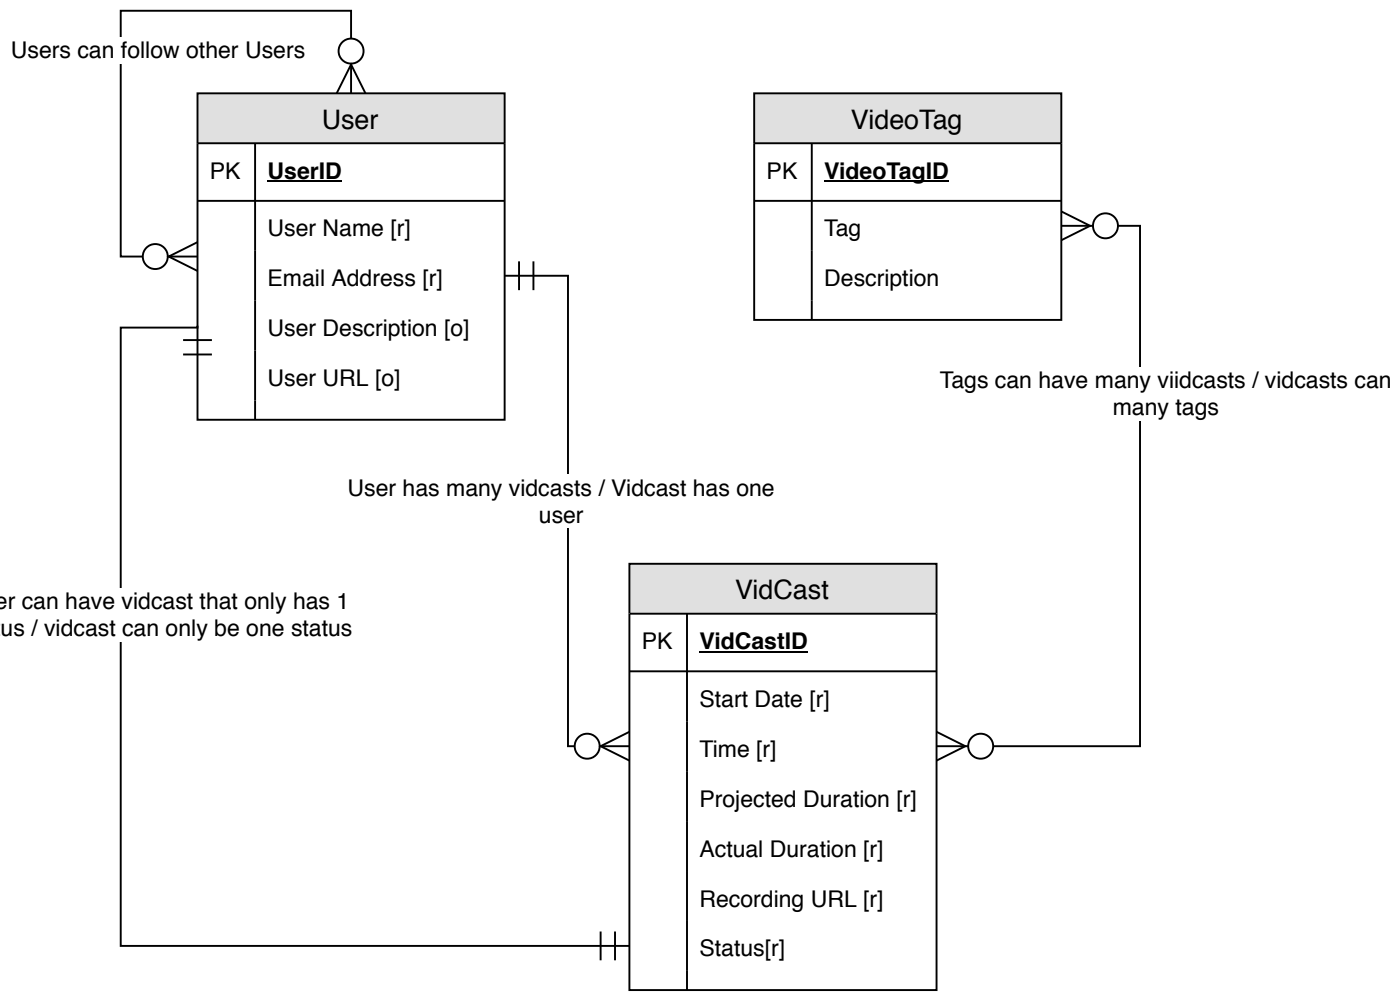 Users can follow other Users
User
PK
UserID
User Name [r]
Email Address [r]
User Description [o]
User URL [o]
VideoTag
PK
VideoTagID
Tag
Description
Tags can have many viidcasts / vidcasts can
many tags
User has many vidcasts / Vidcast has one
user
can have vidcast that only has 1
/ vidcast can only be one status
VidCast
PK
VidCastID
Start Date [r]
Time [r]
Projected Duration [r]
Actual Duration [r]
Recording URL [r]
Status[r]